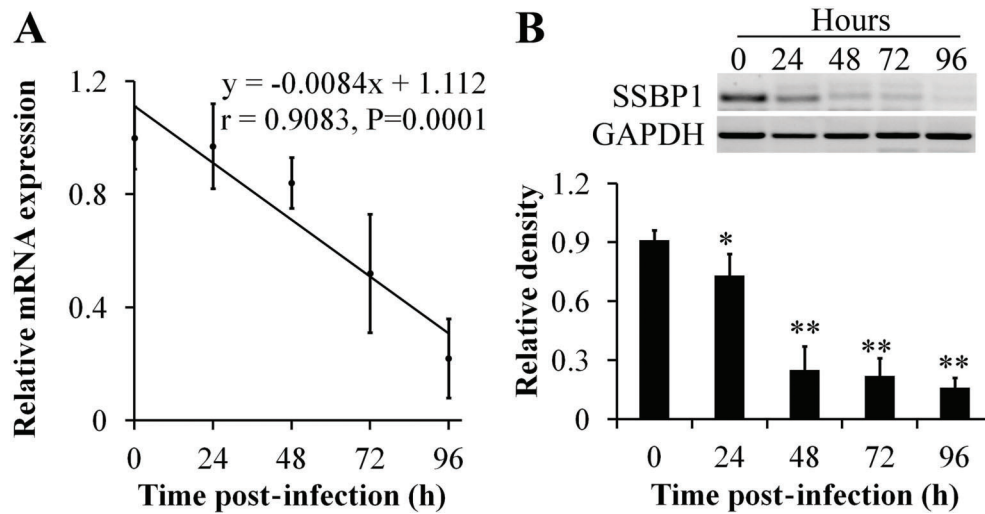 A
Relative mRNA expression
1.2
0.8
0.4
0
y = -0.0084x + 1.112
r = 0.9083, P=0.0001
0 24 48 72 96
Time post-infection (h)
B
Hours
0 24 48 72 96
SSBP1
GAPDH
Relative density
1.2
0.9
0.6
0.3
0
*
**
**
**
0 24 48 72 96
Time post-infection (h)